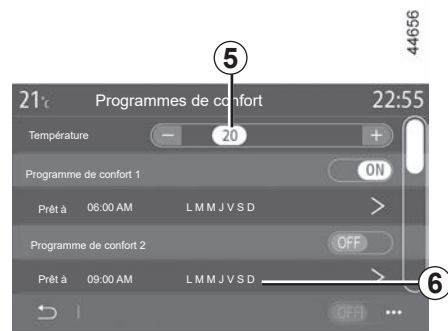 44656
5
21°c Programmes de confort 22:55
Température − 20 +
Programme de confort 1 ON
Prêt à 06:00 AM L M M J V S D >
Programme de confort 2 OFF
Prêt à 09:00 AM L M M J V S D >
6
OFF ...